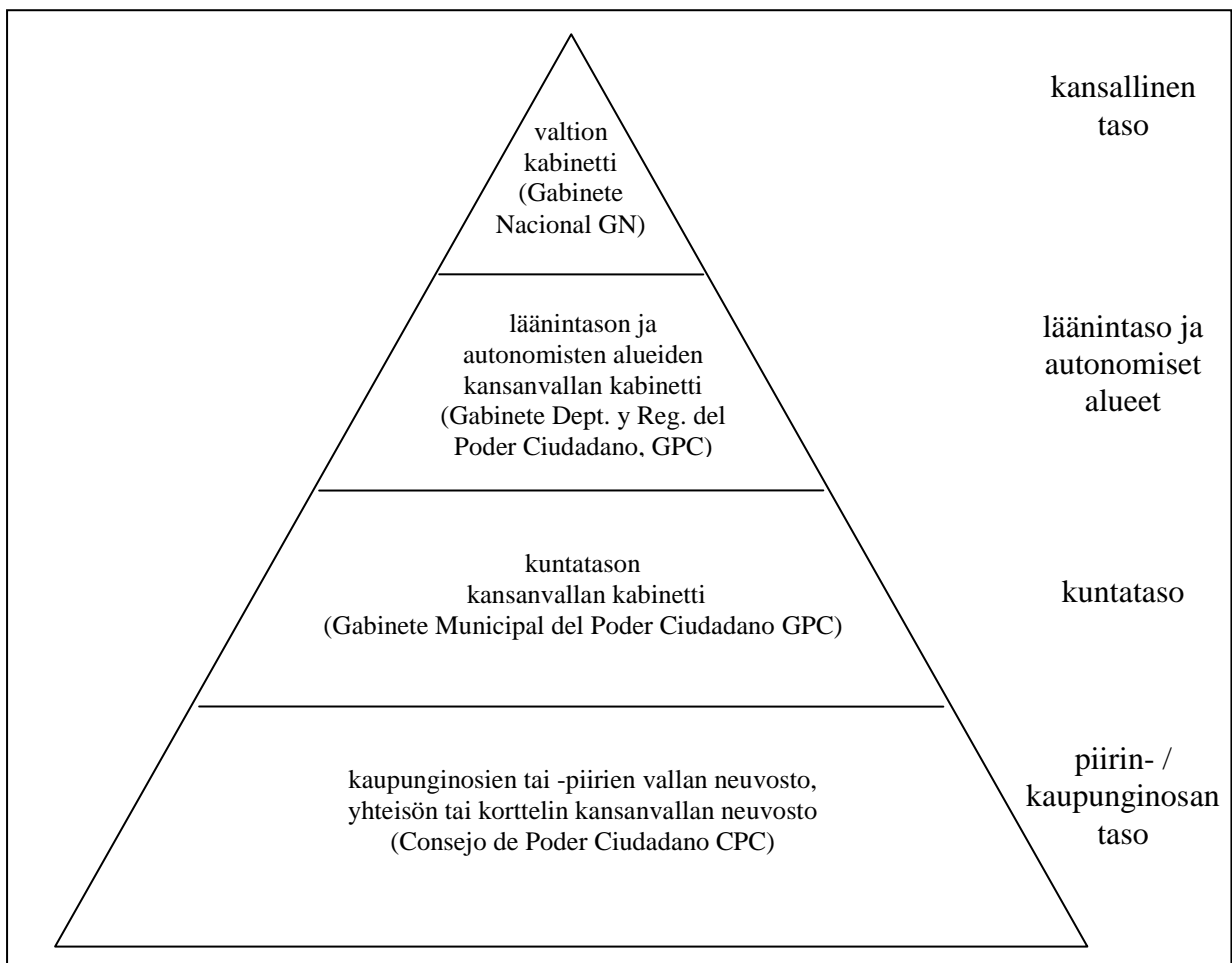 valtion
kabinetti
(Gabinete
Nacional GN)
kansallinen
taso
läänintason ja
autonomisten alueiden
kansanvallan kabinetti
(Gabinete Dept. y Reg. del
Poder Ciudadano, GPC)
läänintaso ja
autonomiset
alueet
kuntatason
kansanvallan kabinetti
(Gabinete Municipal del Poder Ciudadano GPC)
kuntataso
kaupunginosien tai -piirien vallan neuvosto,
yhteisön tai korttelin kansanvallan neuvosto
(Consejo de Poder Ciudadano CPC)
piirin- /
kaupunginosan
taso